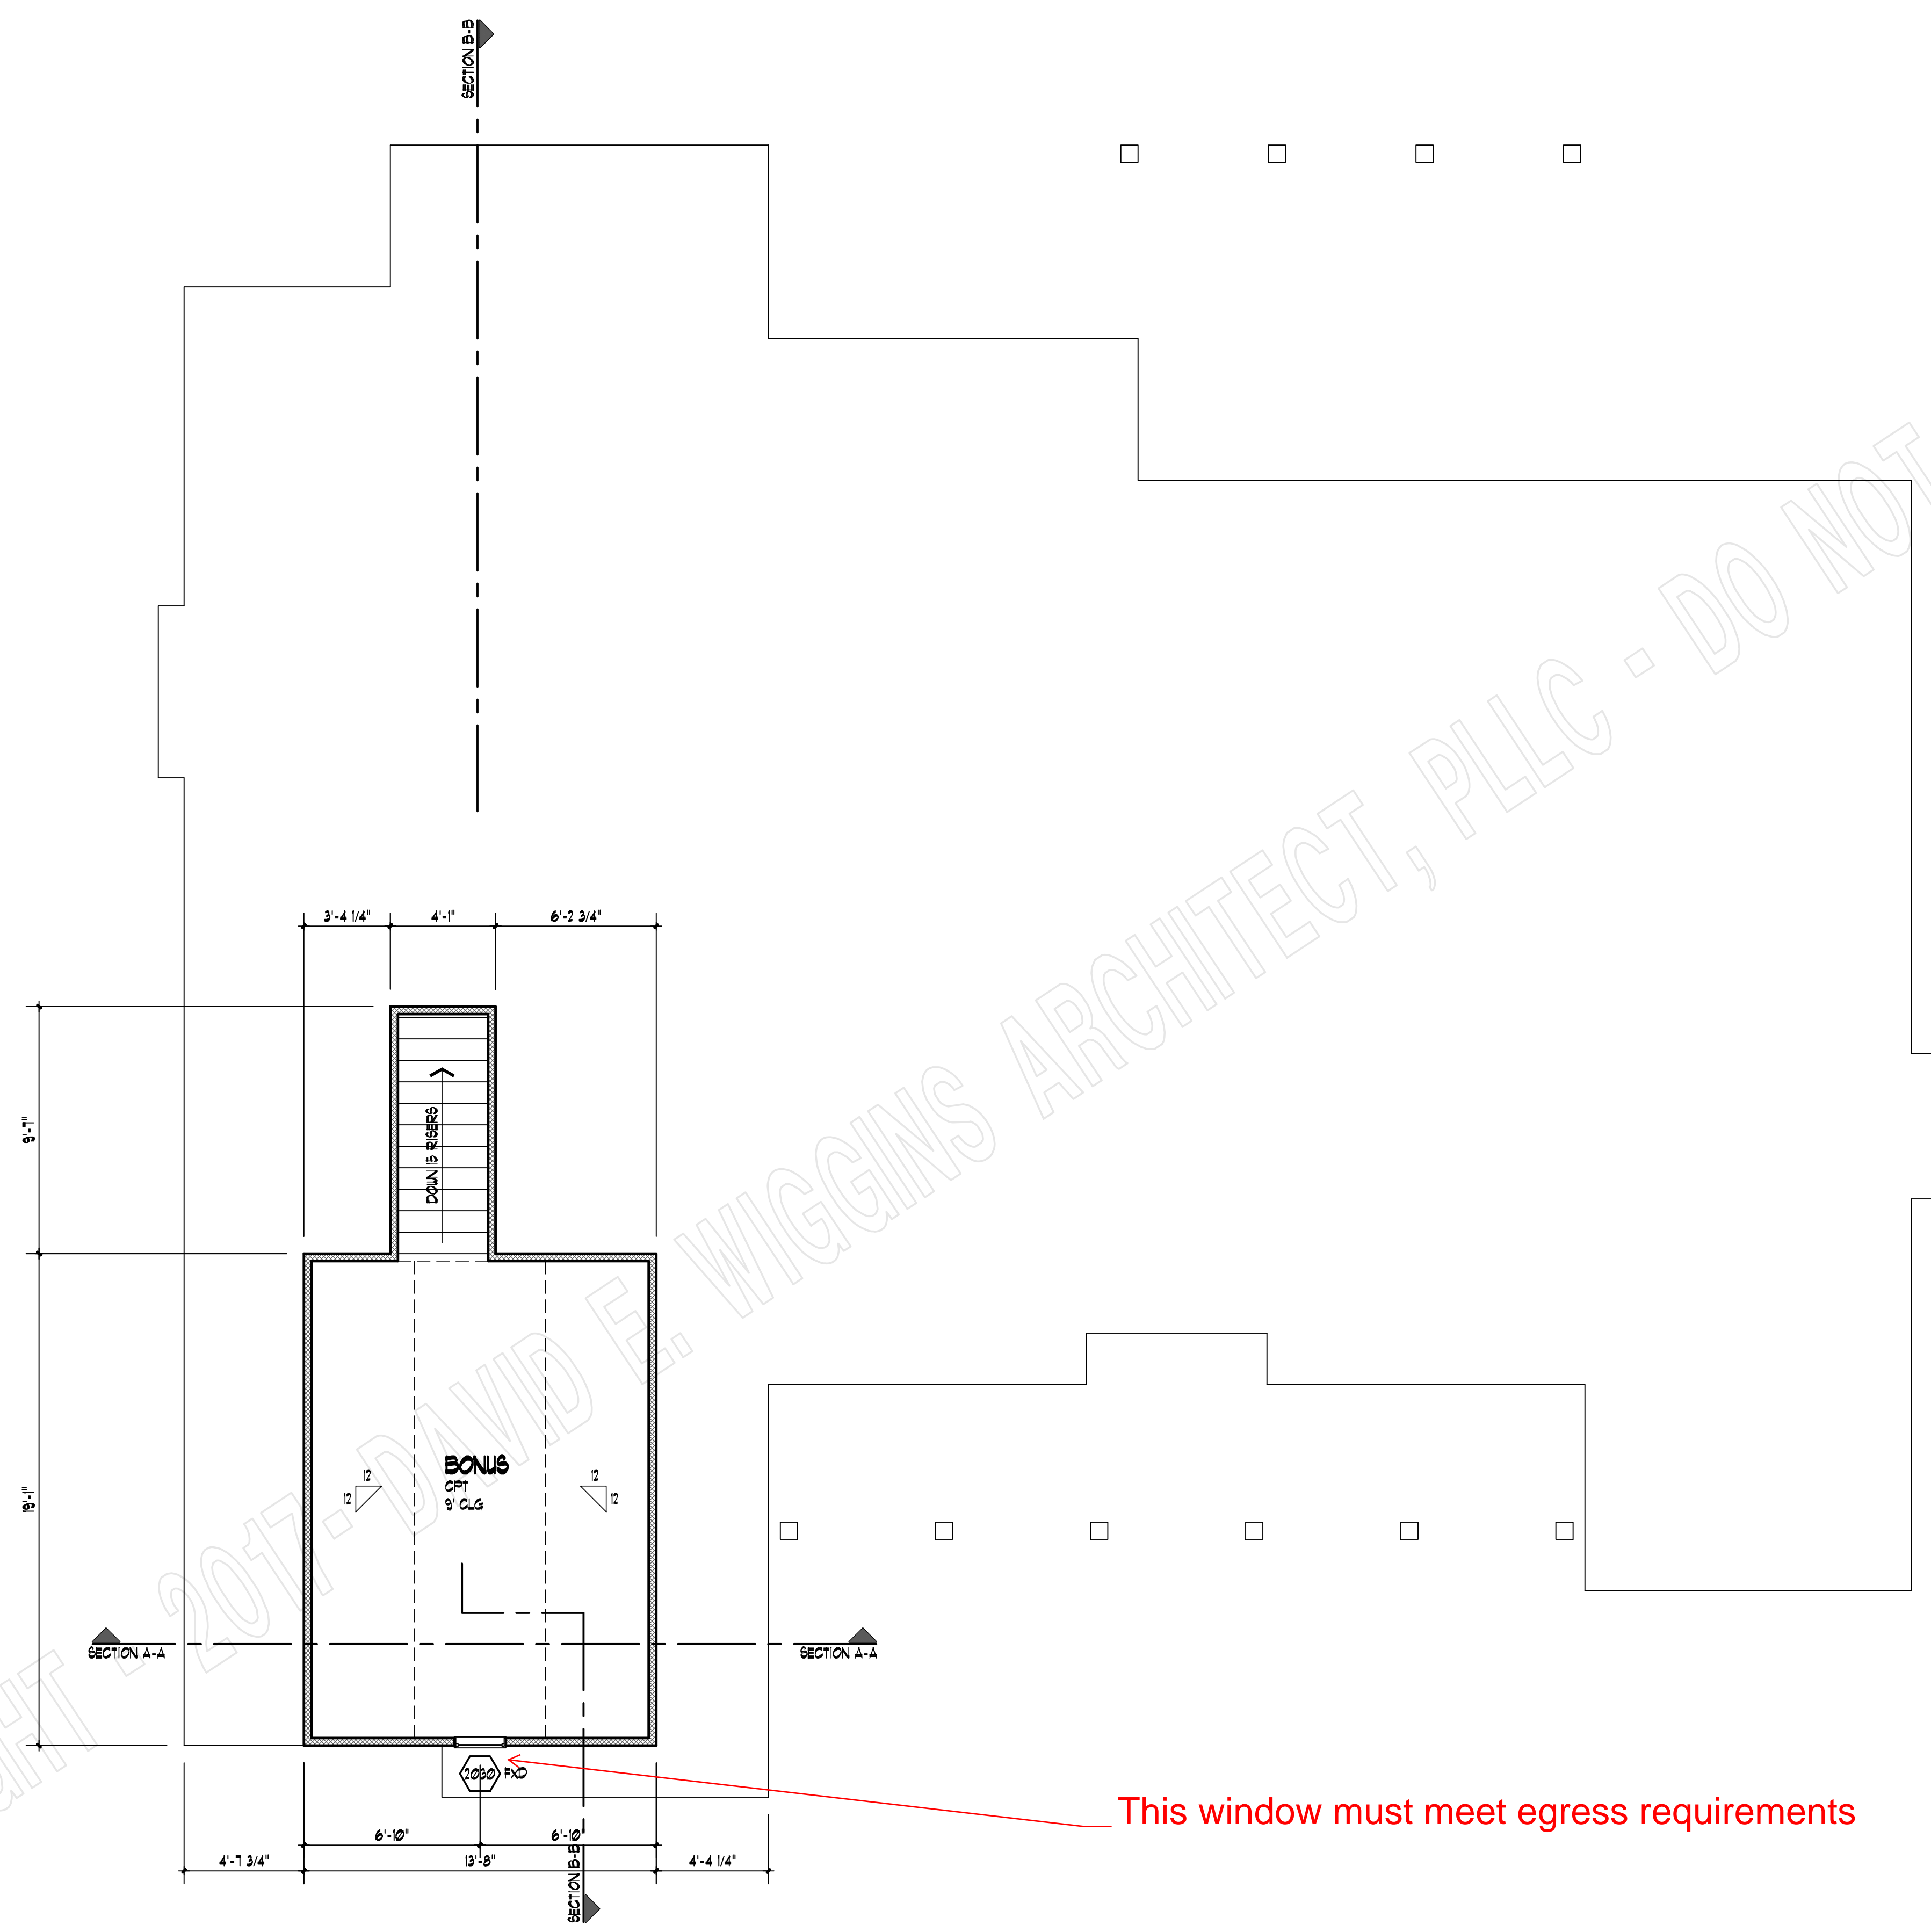 SECTION B-B
3'-4 1/4"
4'-1"
6'-2 3/4"
9'-7"
DOWN 15 RISERS
19'-1"
BONUS
CPT
8' CLG
12
12
12
12
SECTION A-A
SECTION A-A
2030 FXD
This window must meet egress requirements
6'-10"
6'-10"
4'-7 3/4"
13'-8"
4'-4 1/4"
SECTION B-B
GHT - 2017- DAVID E. WIGGINS ARCHITECT, PLLC - DO NOT